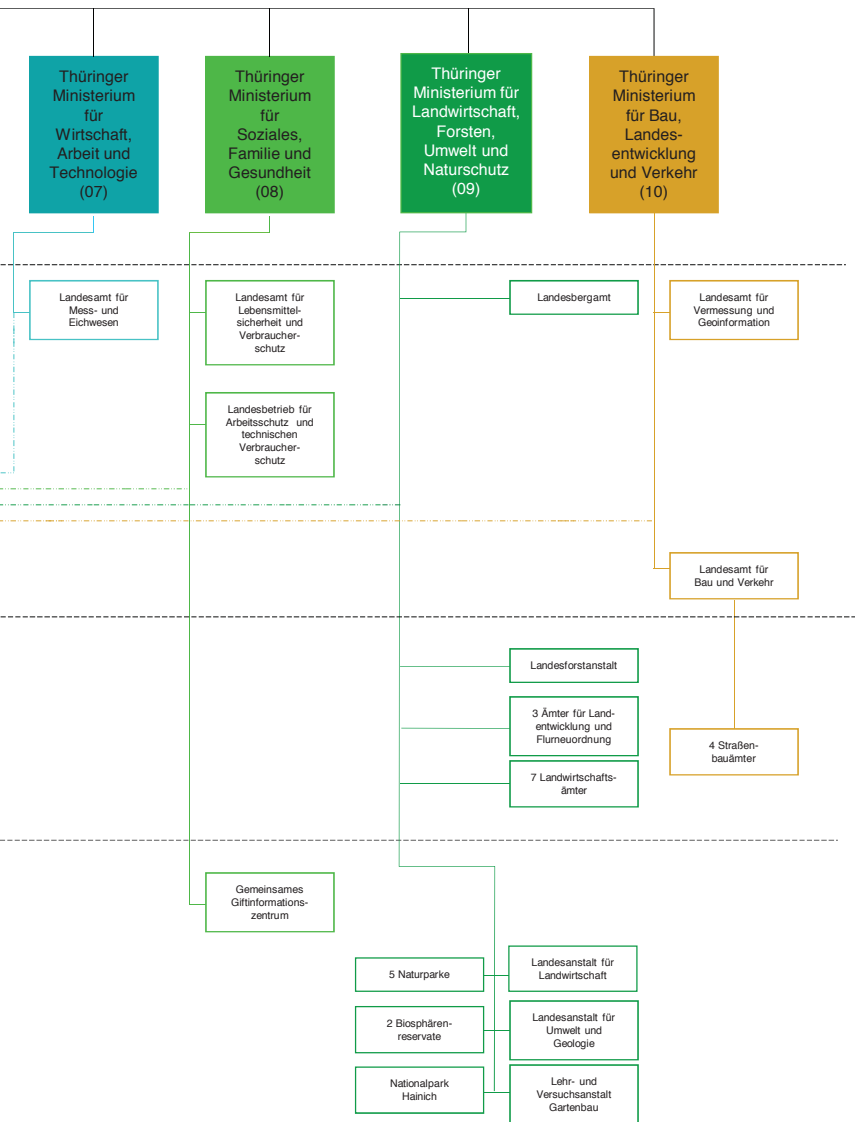 Thüringer
Ministerium
für
Wirtschaft,
Arbeit und
Technologie
(07)
Thüringer
Ministerium
für
Soziales,
Familie und
Gesundheit
(08)
Thüringer
Ministerium für
Landwirtschaft,
Forsten,
Umwelt und
Naturschutz
(09)
Thüringer
Ministerium
für Bau,
Landes-
entwicklung
und Verkehr
(10)
Landesamt für
Mess- und
Eichwesen
Landesamt für
Lebensmittel-
sicherheit und
Verbraucher-
schutz
Landesbergamt
Landesamt für
Vermessung und
Geoinformation
Landesbetrieb für
Arbeitsschutz und
technischen
Verbraucher-
schutz
Landesamt für
Bau und Verkehr
Landesforstanstalt
3 Ämter für Land-
entwicklung und
Flurneuordnung
4 Straßen-
bauämter
7 Landwirtschafts-
ämter
Gemeinsames
Giftinformations-
zentrum
5 Naturparke
Landesanstalt für
Landwirtschaft
2 Biosphären-
reservate
Landesanstalt für
Umwelt und
Geologie
Nationalpark
Hainich
Lehr- und
Versuchsanstalt
Gartenbau